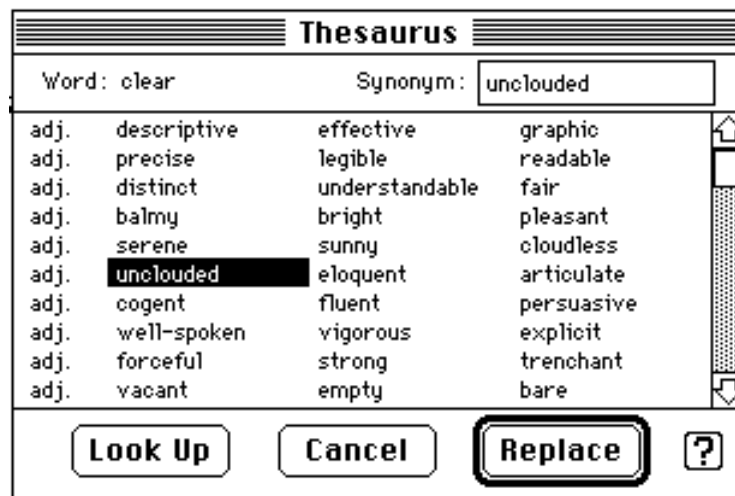 Thesaurus
Word: clear Synonym: unclouded
adj. descriptive effective graphic
adj. precise legible readable
adj. distinct understandable fair
adj. balmy bright pleasant
adj. serene sunny cloudless
adj. unclouded eloquent articulate
adj. cogent fluent persuasive
adj. well-spoken vigorous explicit
adj. forceful strong trenchant
adj. vacant empty bare
Look Up Cancel Replace ?